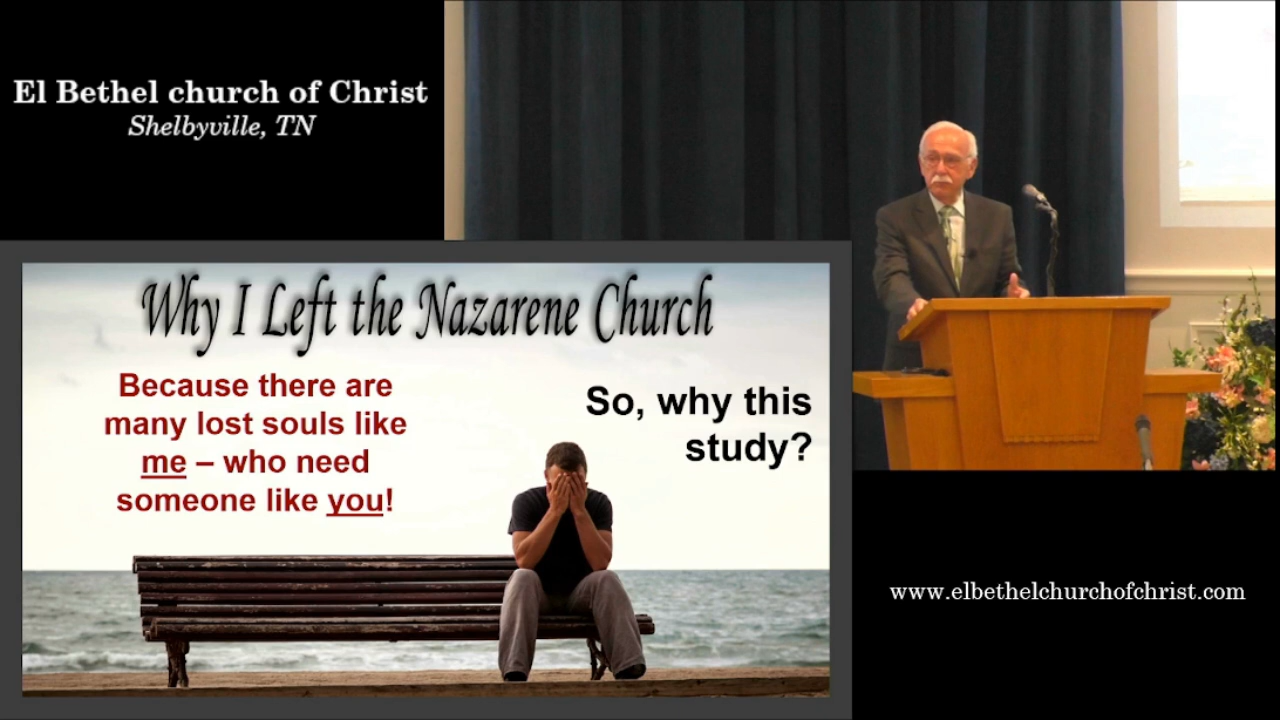 El Bethel church of Christ
Shelbyville, TN
Why I Left the Nazarene Church
Because there are
many lost souls like
me – who need
someone like you!
So, why this
study?
www.elbethelchurchofchrist.com